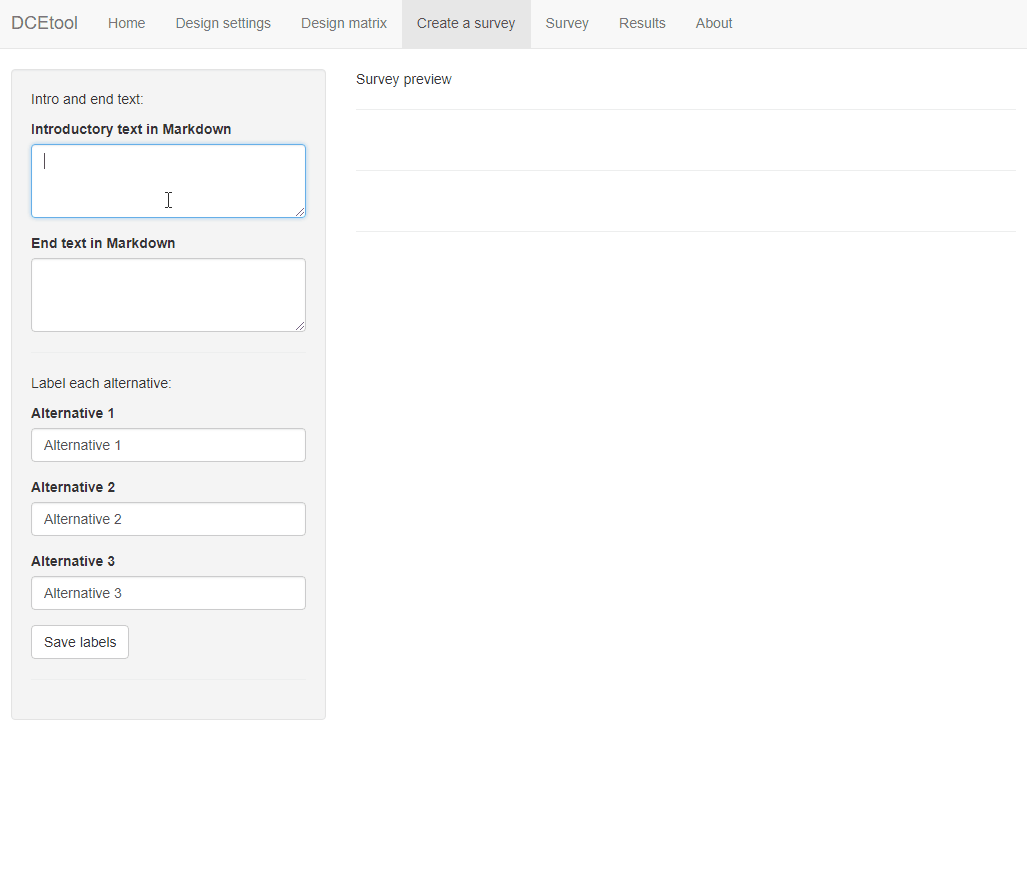 DCEtool Home Design settings Design matrix Create a survey Survey Results About
Intro and end text:
Introductory text in Markdown
End text in Markdown
Label each alternative:
Alternative 1
Alternative 1
Alternative 2
Alternative 2
Alternative 3
Alternative 3
Save labels
Survey preview